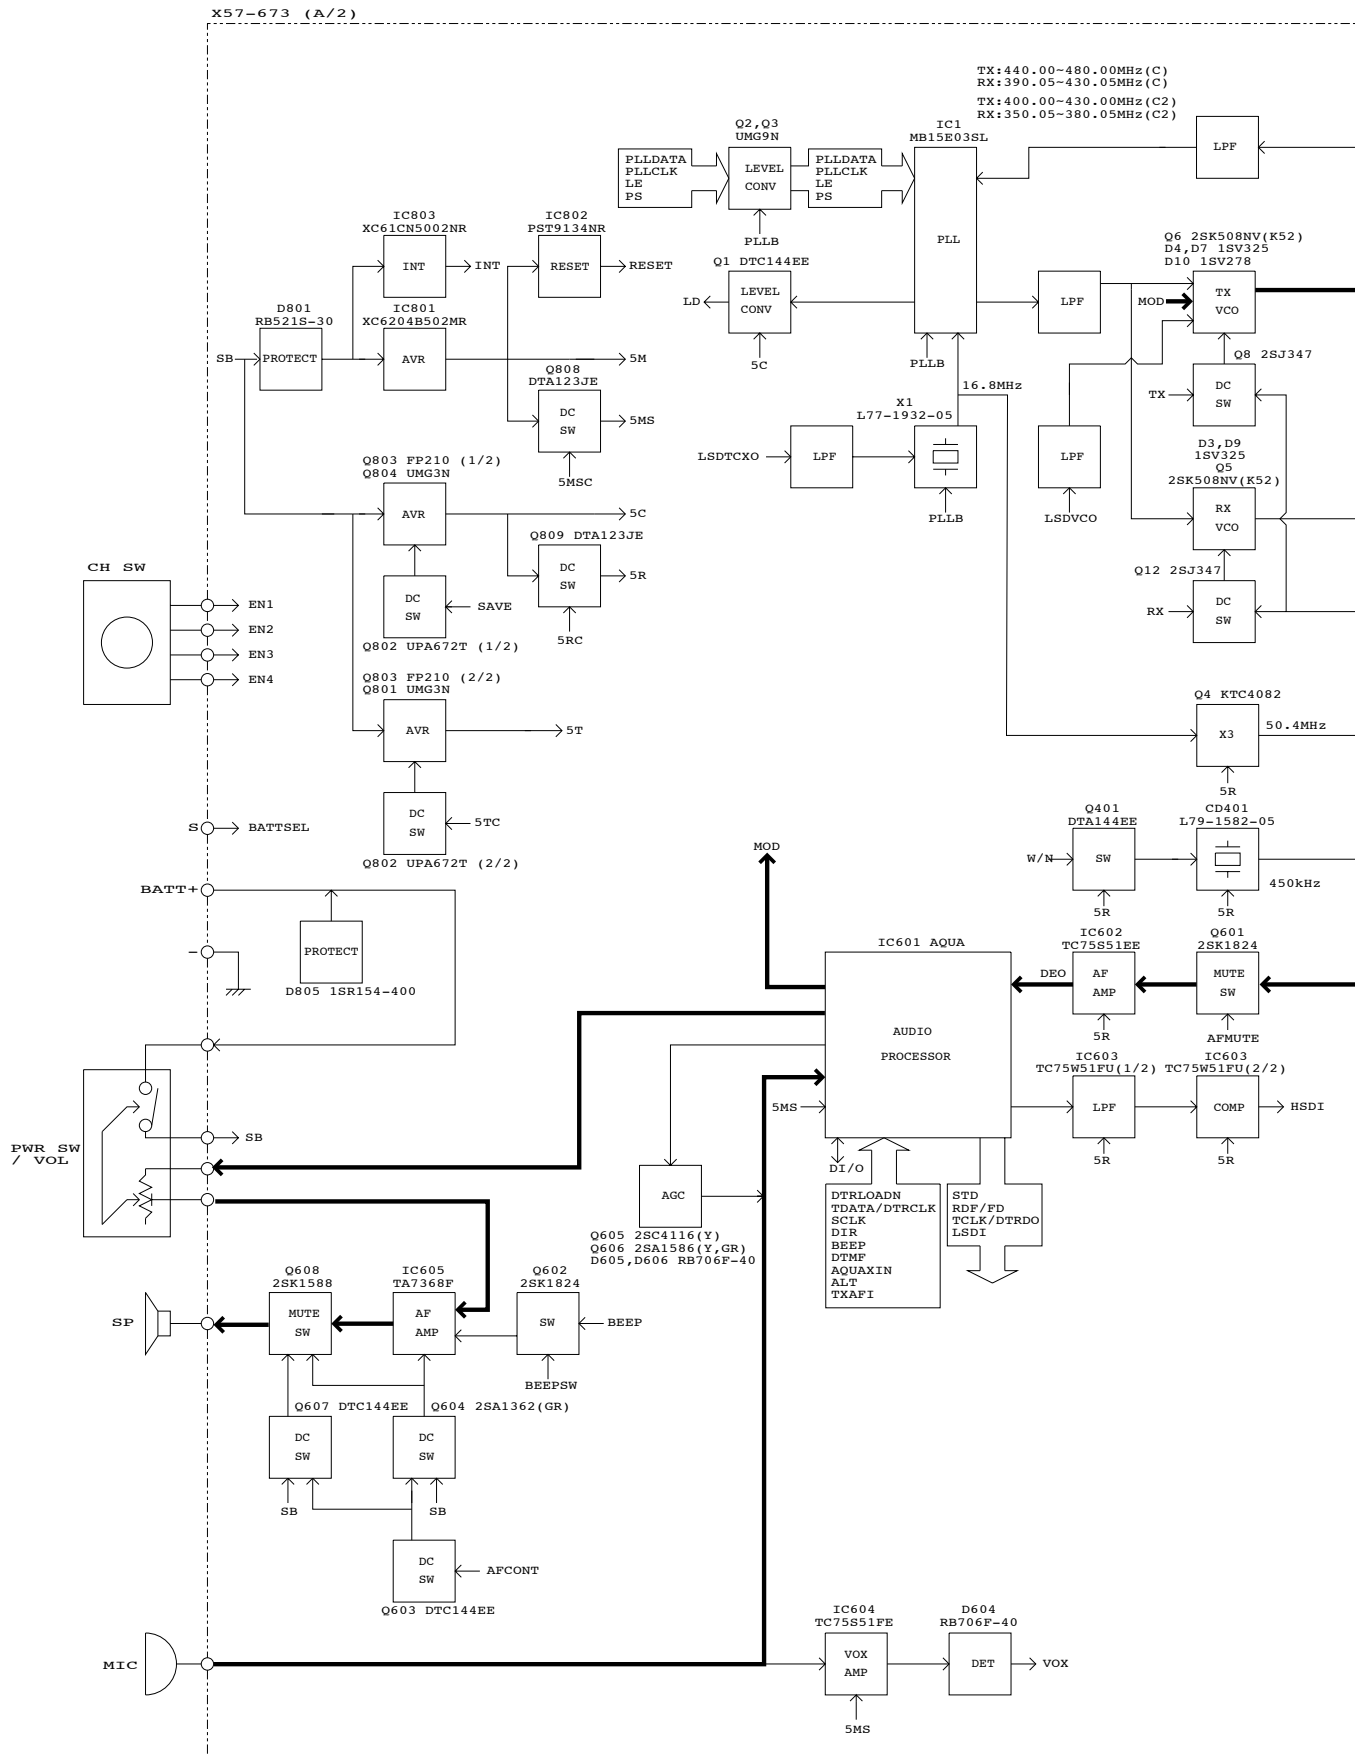 X57-673 (A/2)
TX:440.00~480.00MHz(C)
RX:390.05~430.05MHz(C)
TX:400.00~430.00MHz(C2)
RX:350.05~380.05MHz(C2)
Q2,Q3
UMG9N
IC1
MB15E03SL
LPF
PLLDATA
PLLCLK
LE
PS
LEVEL
CONV
PLLDATA
PLLCLK
LE
PS
PLL
PLLB
IC803
XC61CN5002NR
INT
INT
IC802
PST9134NR
RESET
RESET
Q1 DTC144EE
LEVEL
CONV
LD
5C
LPF
Q6 2SK508NV(K52)
D4,D7 1SV325
D10 1SV278
MOD
TX
VCO
D801
RB521S-30
SB
PROTECT
IC801
XC6204B502MR
AVR
5M
PLLB
Q8 2SJ347
TX
DC
SW
Q808
DTA123JE
DC
SW
5MS
5MSC
16.8MHz
X1
L77-1932-05
LSDTCXO
LPF
PLLB
LPF
LSDVCO
D3,D9
1SV325
Q5
2SK508NV(K52)
RX
VCO
Q803 FP210 (1/2)
Q804 UMG3N
AVR
5C
Q809 DTA123JE
DC
SW
5R
5RC
DC
SW
SAVE
Q802 UPA672T (1/2)
Q12 2SJ347
RX
DC
SW
CH SW
EN1
EN2
EN3
EN4
Q803 FP210 (2/2)
Q801 UMG3N
AVR
5T
DC
SW
5TC
Q802 UPA672T (2/2)
Q4 KTC4082
X3
50.4MHz
5R
S
BATTSEL
Q401
DTA144EE
W/N
SW
5R
CD401
L79-1582-05
450kHz
5R
MOD
BATT+
PROTECT
D805 1SR154-400
-
IC601 AQUA
AUDIO
PROCESSOR
DEO
IC602
TC75S51EE
AF
AMP
5R
Q601
2SK1824
MUTE
SW
AFMUTE
IC603
TC75W51FU(1/2)
LPF
5R
IC603
TC75W51FU(2/2)
COMP
HSDI
5R
5MS
PWR SW
/ VOL
SB
DI/O
AGC
Q605 2SC4116(Y)
Q606 2SA1586(Y,GR)
D605,D606 RB706F-40
DTRLOADN
TDATA/DTRCLK
SCLK
DIR
BEEP
DTMF
AQUAXIN
ALT
TXAFI
STD
RDF/FD
TCLK/DTRDO
LSDI
SP
Q608
2SK1588
MUTE
SW
IC605
TA7368F
AF
AMP
Q602
2SK1824
SW
BEEP
BEEPSW
Q607 DTC144EE
DC
SW
SB
Q604 2SA1362(GR)
DC
SW
SB
DC
SW
AFCONT
Q603 DTC144EE
MIC
IC604
TC75S51FE
VOX
AMP
5MS
D604
RB706F-40
DET
VOX